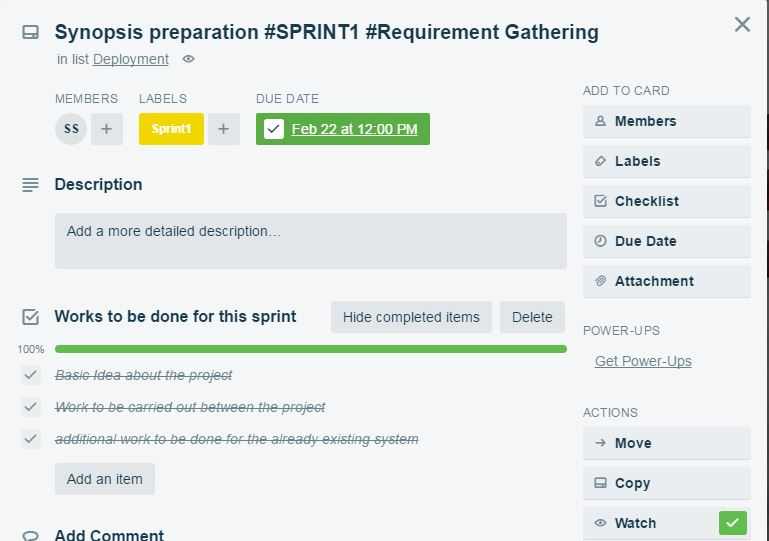 Synopsis preparation #SPRINT1 #Requirement Gathering
in list Deployment
MEMBERS LABELS DUE DATE
SS + Sprint1 + Feb 22 at 12:00 PM
Description
Add a more detailed description…
Works to be done for this sprint Hide completed items Delete
100%
Basic Idea about the project
Work to be carried out between the project
additional work to be done for the already existing system
Add an item
Add Comment
ADD TO CARD
Members
Labels
Checklist
Due Date
Attachment
POWER-UPS
Get Power-Ups
ACTIONS
Move
Copy
Watch